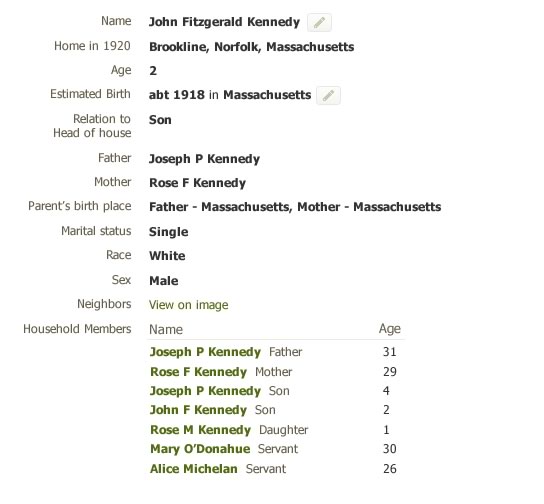 Name John Fitzgerald Kennedy
Home in 1920 Brookline, Norfolk, Massachusetts
Age 2
Estimated Birth abt 1918 in Massachusetts
Relation to Head of house Son
Father Joseph P Kennedy
Mother Rose F Kennedy
Parent's birth place Father - Massachusetts, Mother - Massachusetts
Marital status Single
Race White
Sex Male
Neighbors View on image
Household Members Name Age
Joseph P Kennedy Father 31
Rose F Kennedy Mother 29
Joseph P Kennedy Son 4
John F Kennedy Son 2
Rose M Kennedy Daughter 1
Mary O’Donahue Servant 30
Alice Michelan Servant 26